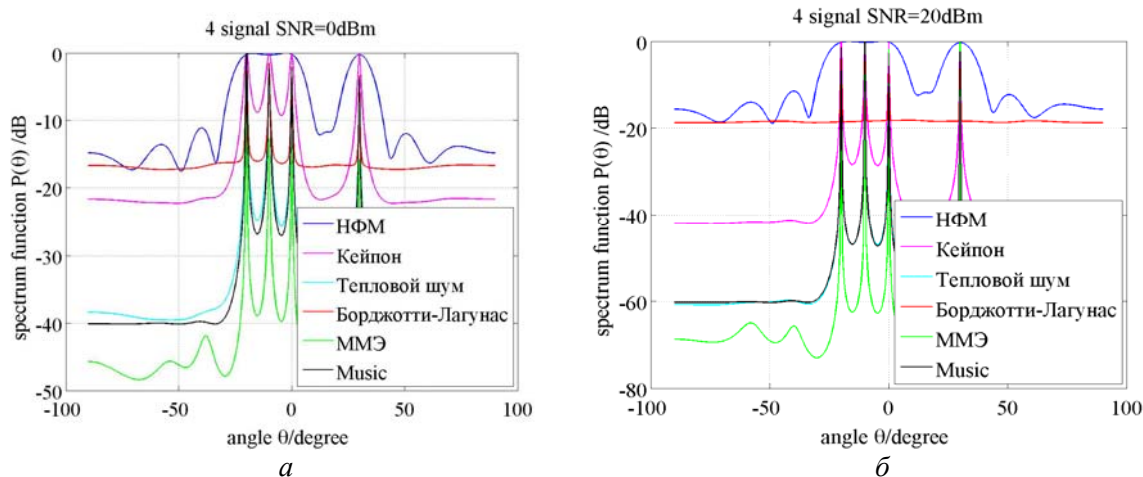 4 signal SNR=0dBm
spectrum function P(θ) /dB
0
-10
-20
-30
-40
-50
-100
-50
0
50
100
angle θ/degree
НФМ
Кейпон
Тепловой шум
Борджотти-Лагунас
ММЭ
Music
а
4 signal SNR=20dBm
spectrum function P(θ) /dB
0
-20
-40
-60
-80
-100
-50
0
50
100
angle θ/degree
НФМ
Кейпон
Тепловой шум
Борджотти-Лагунас
ММЭ
Music
б